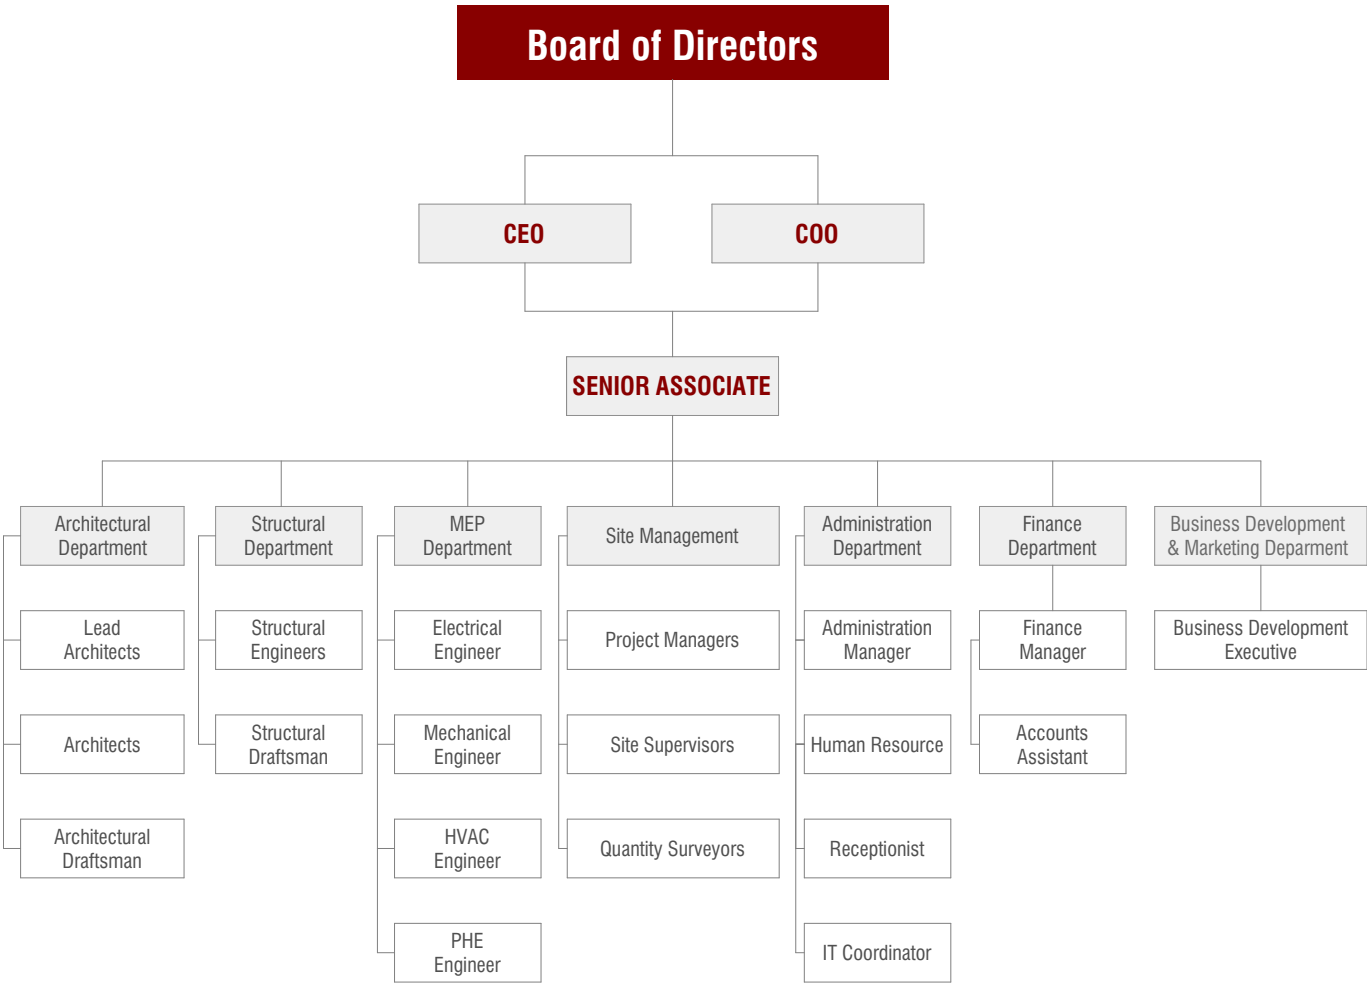 Board of Directors
CEO
COO
SENIOR ASSOCIATE
Architectural
Department
Structural
Department
MEP
Department
Site Management
Administration
Department
Finance
Department
Business Development
& Marketing Deparment
Lead
Architects
Structural
Engineers
Electrical
Engineer
Project Managers
Administration
Manager
Finance
Manager
Business Development
Executive
Architects
Structural
Draftsman
Mechanical
Engineer
Site Supervisors
Human Resource
Accounts
Assistant
Architectural
Draftsman
HVAC
Engineer
Quantity Surveyors
Receptionist
PHE
Engineer
IT Coordinator